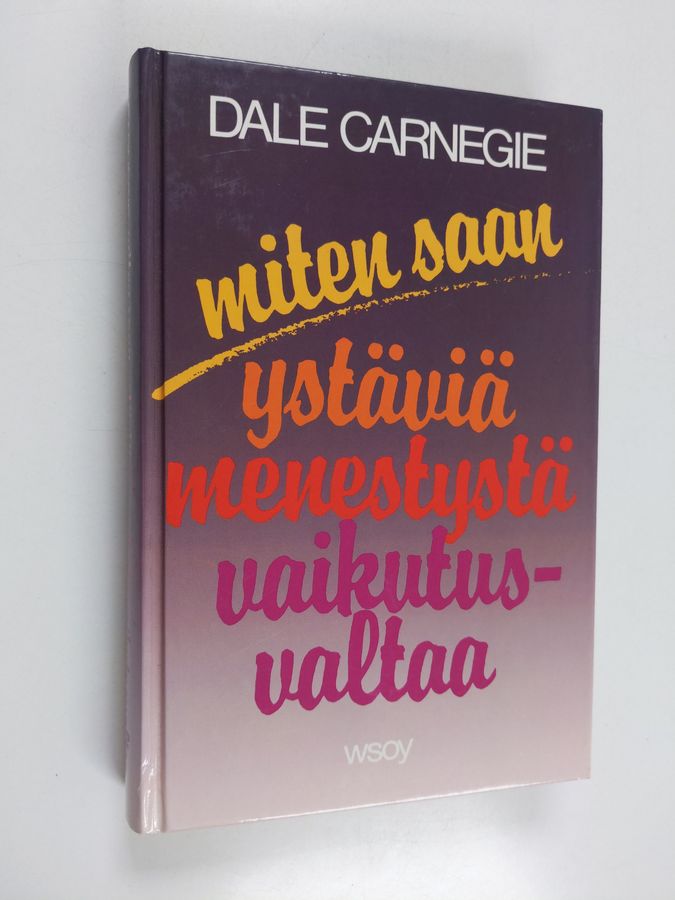 DALE CARNEGIE
miten saan
ystäviä
menestystä
vaikutus-
valtaa
wsoy